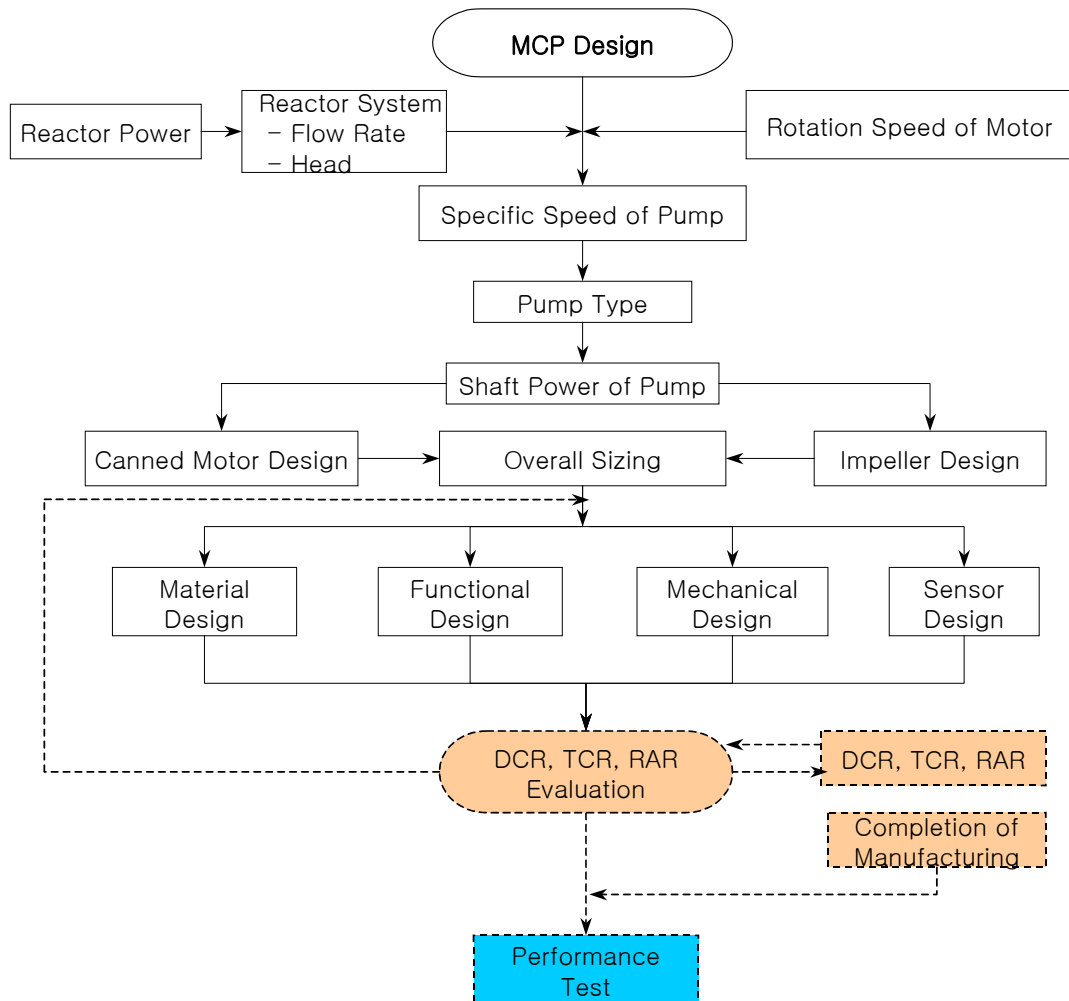 MCP Design
Reactor Power
Reactor System
– Flow Rate
– Head
Rotation Speed of Motor
Specific Speed of Pump
Pump Type
Shaft Power of Pump
Canned Motor Design
Overall Sizing
Impeller Design
Material
Design
Functional
Design
Mechanical
Design
Sensor
Design
DCR, TCR, RAR
Evaluation
DCR, TCR, RAR
Completion of
Manufacturing
Performance
Test